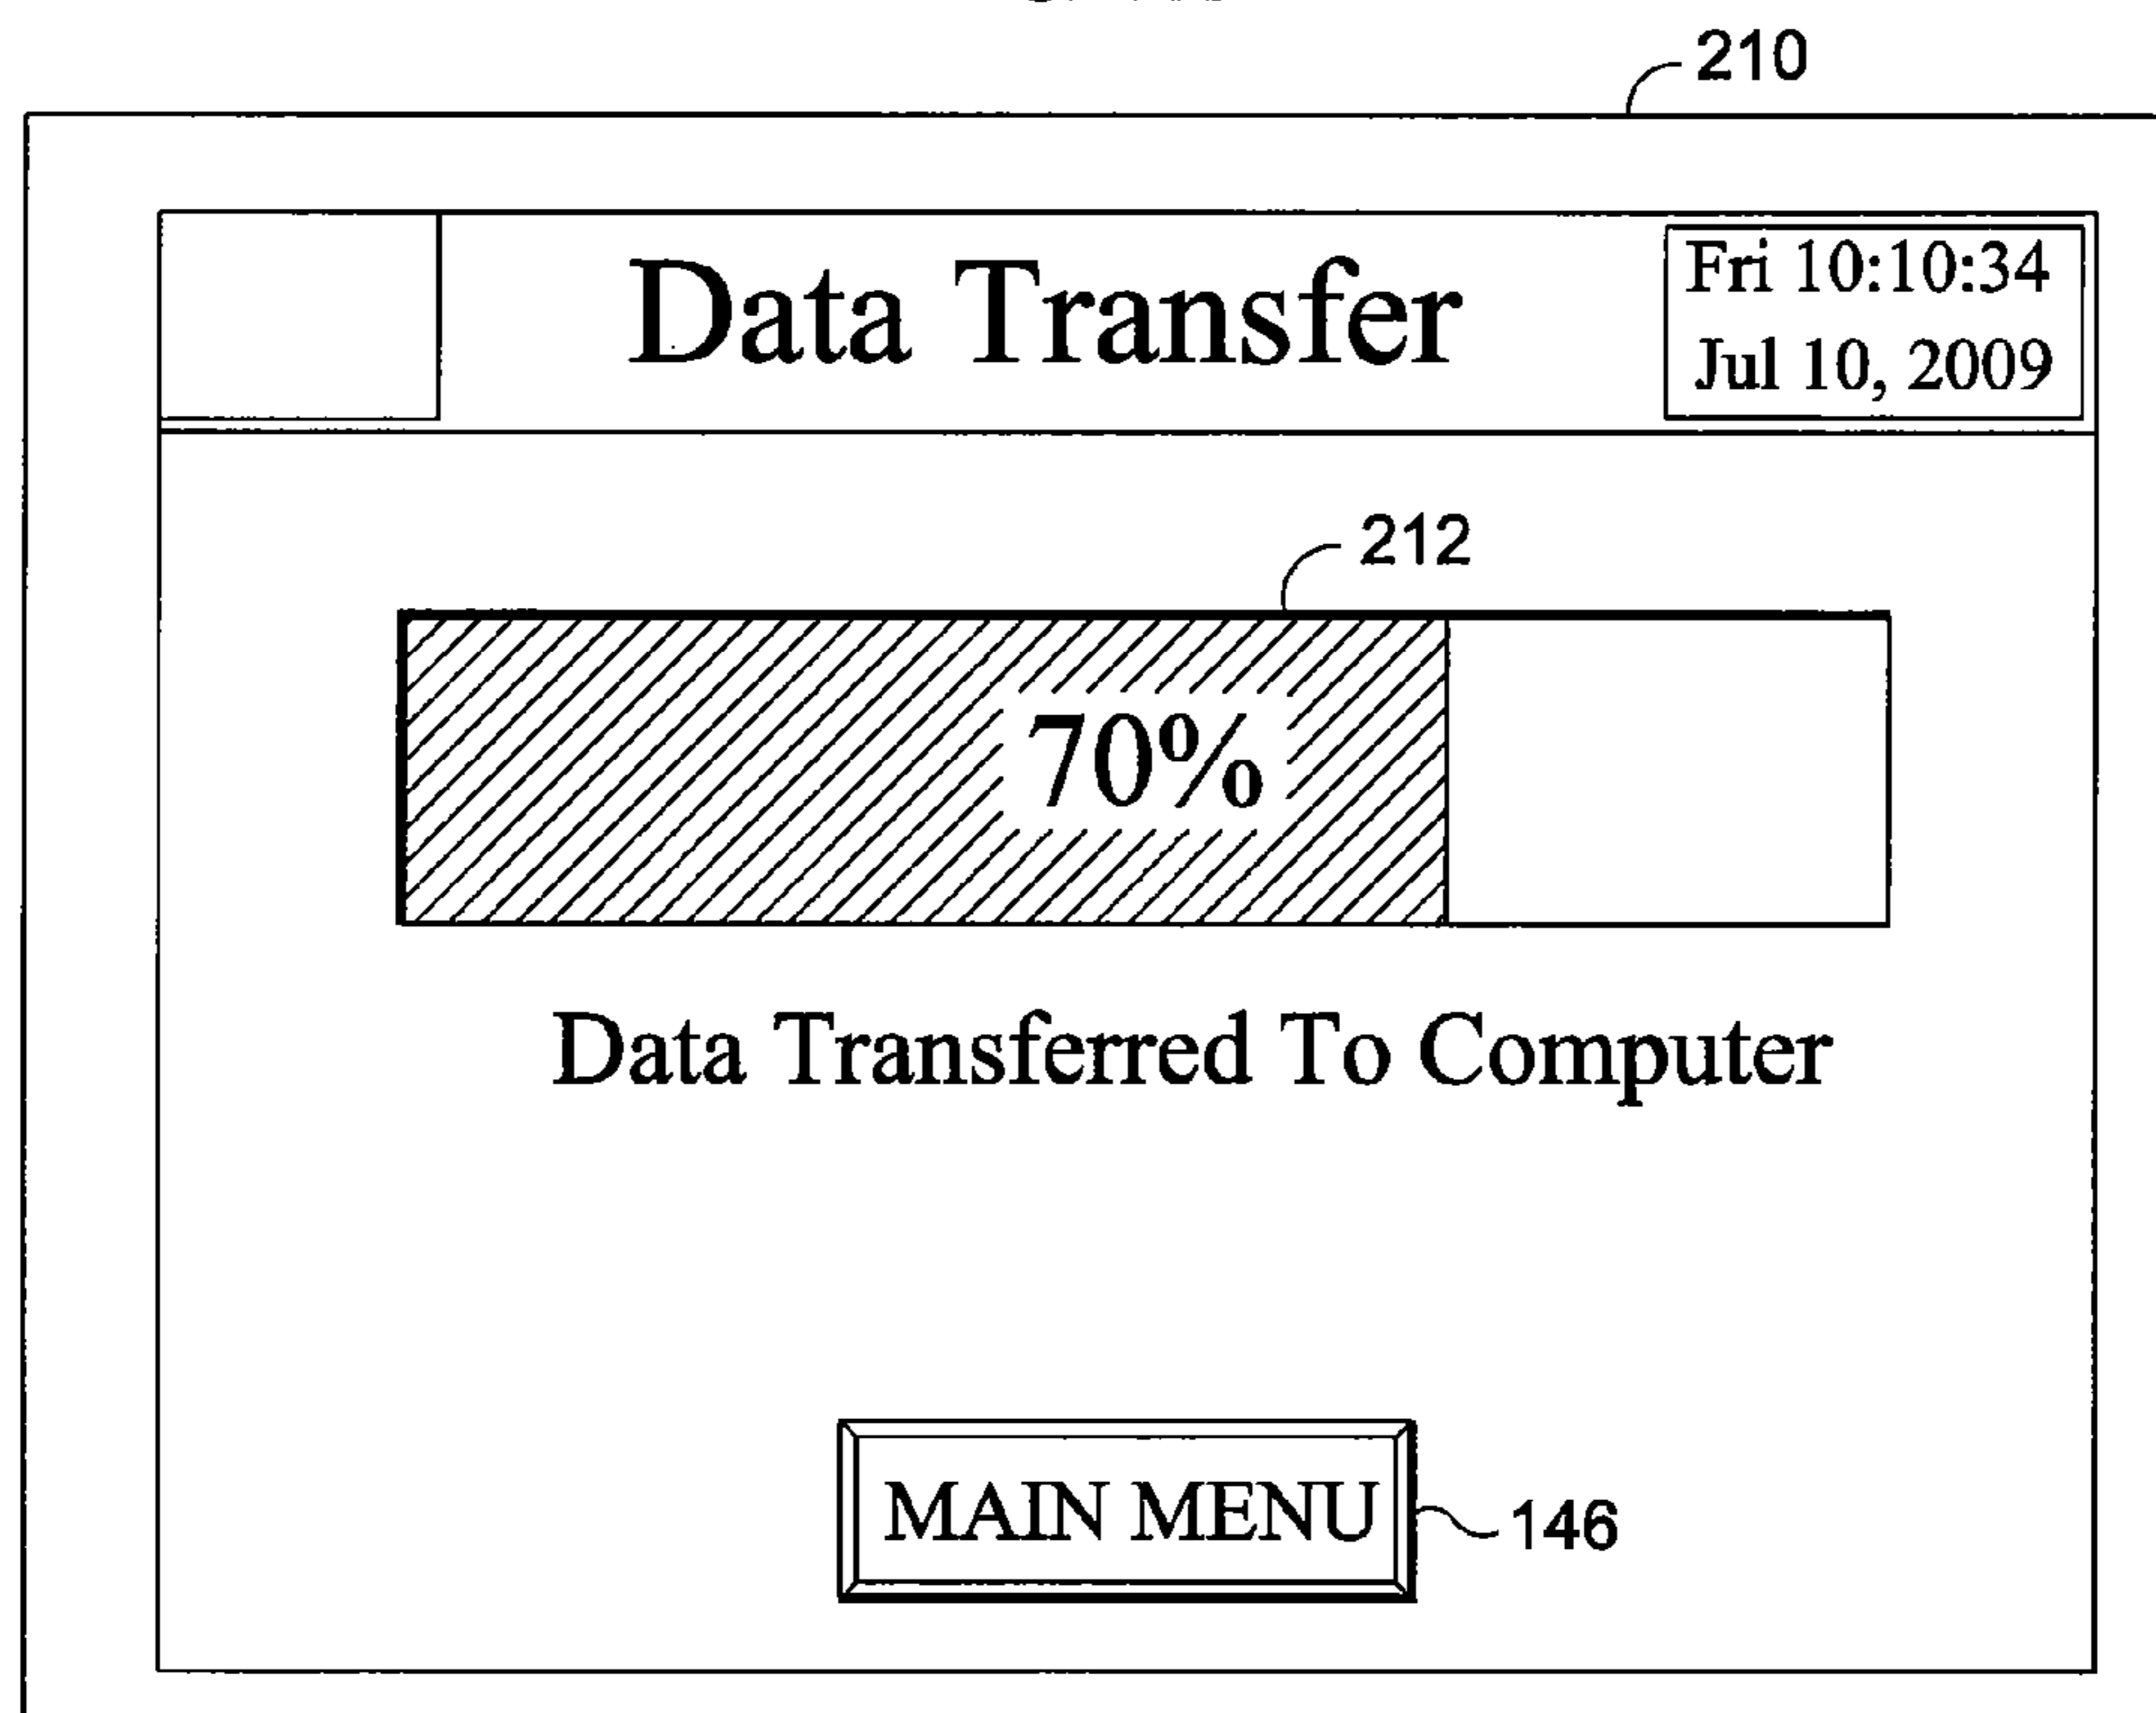 210
Data Transfer
Fri 10:10:34
Jul 10, 2009
212
70%
Data Transferred To Computer
MAIN MENU
146